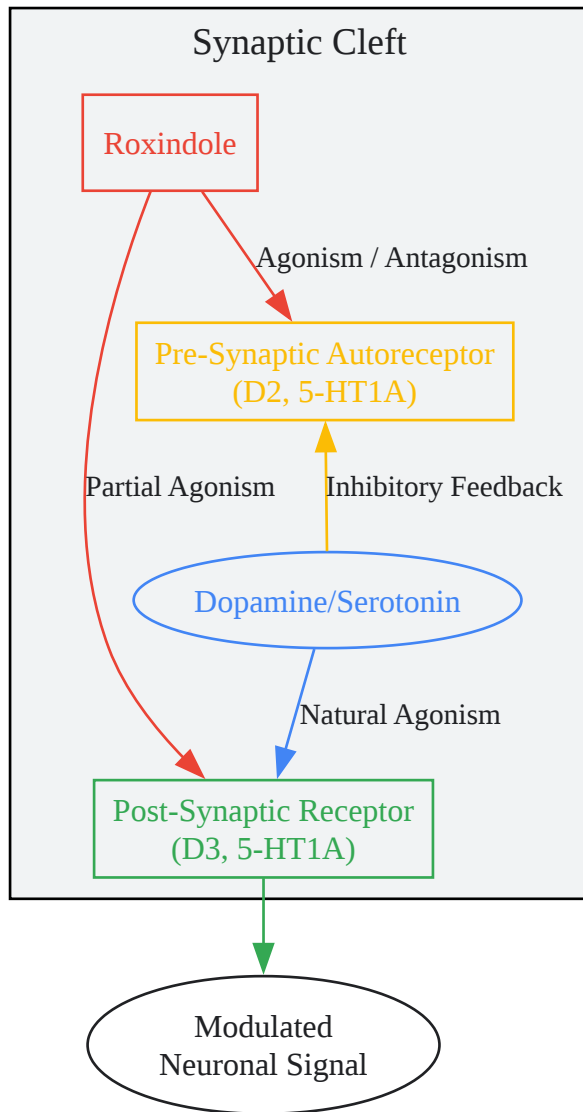 Synaptic Cleft
Roxindole
Agonism / Antagonism
Pre-Synaptic Autoreceptor
(D2, 5-HT1A)
Partial Agonism
Inhibitory Feedback
Dopamine/Serotonin
Natural Agonism
Post-Synaptic Receptor
(D3, 5-HT1A)
Modulated
Neuronal Signal